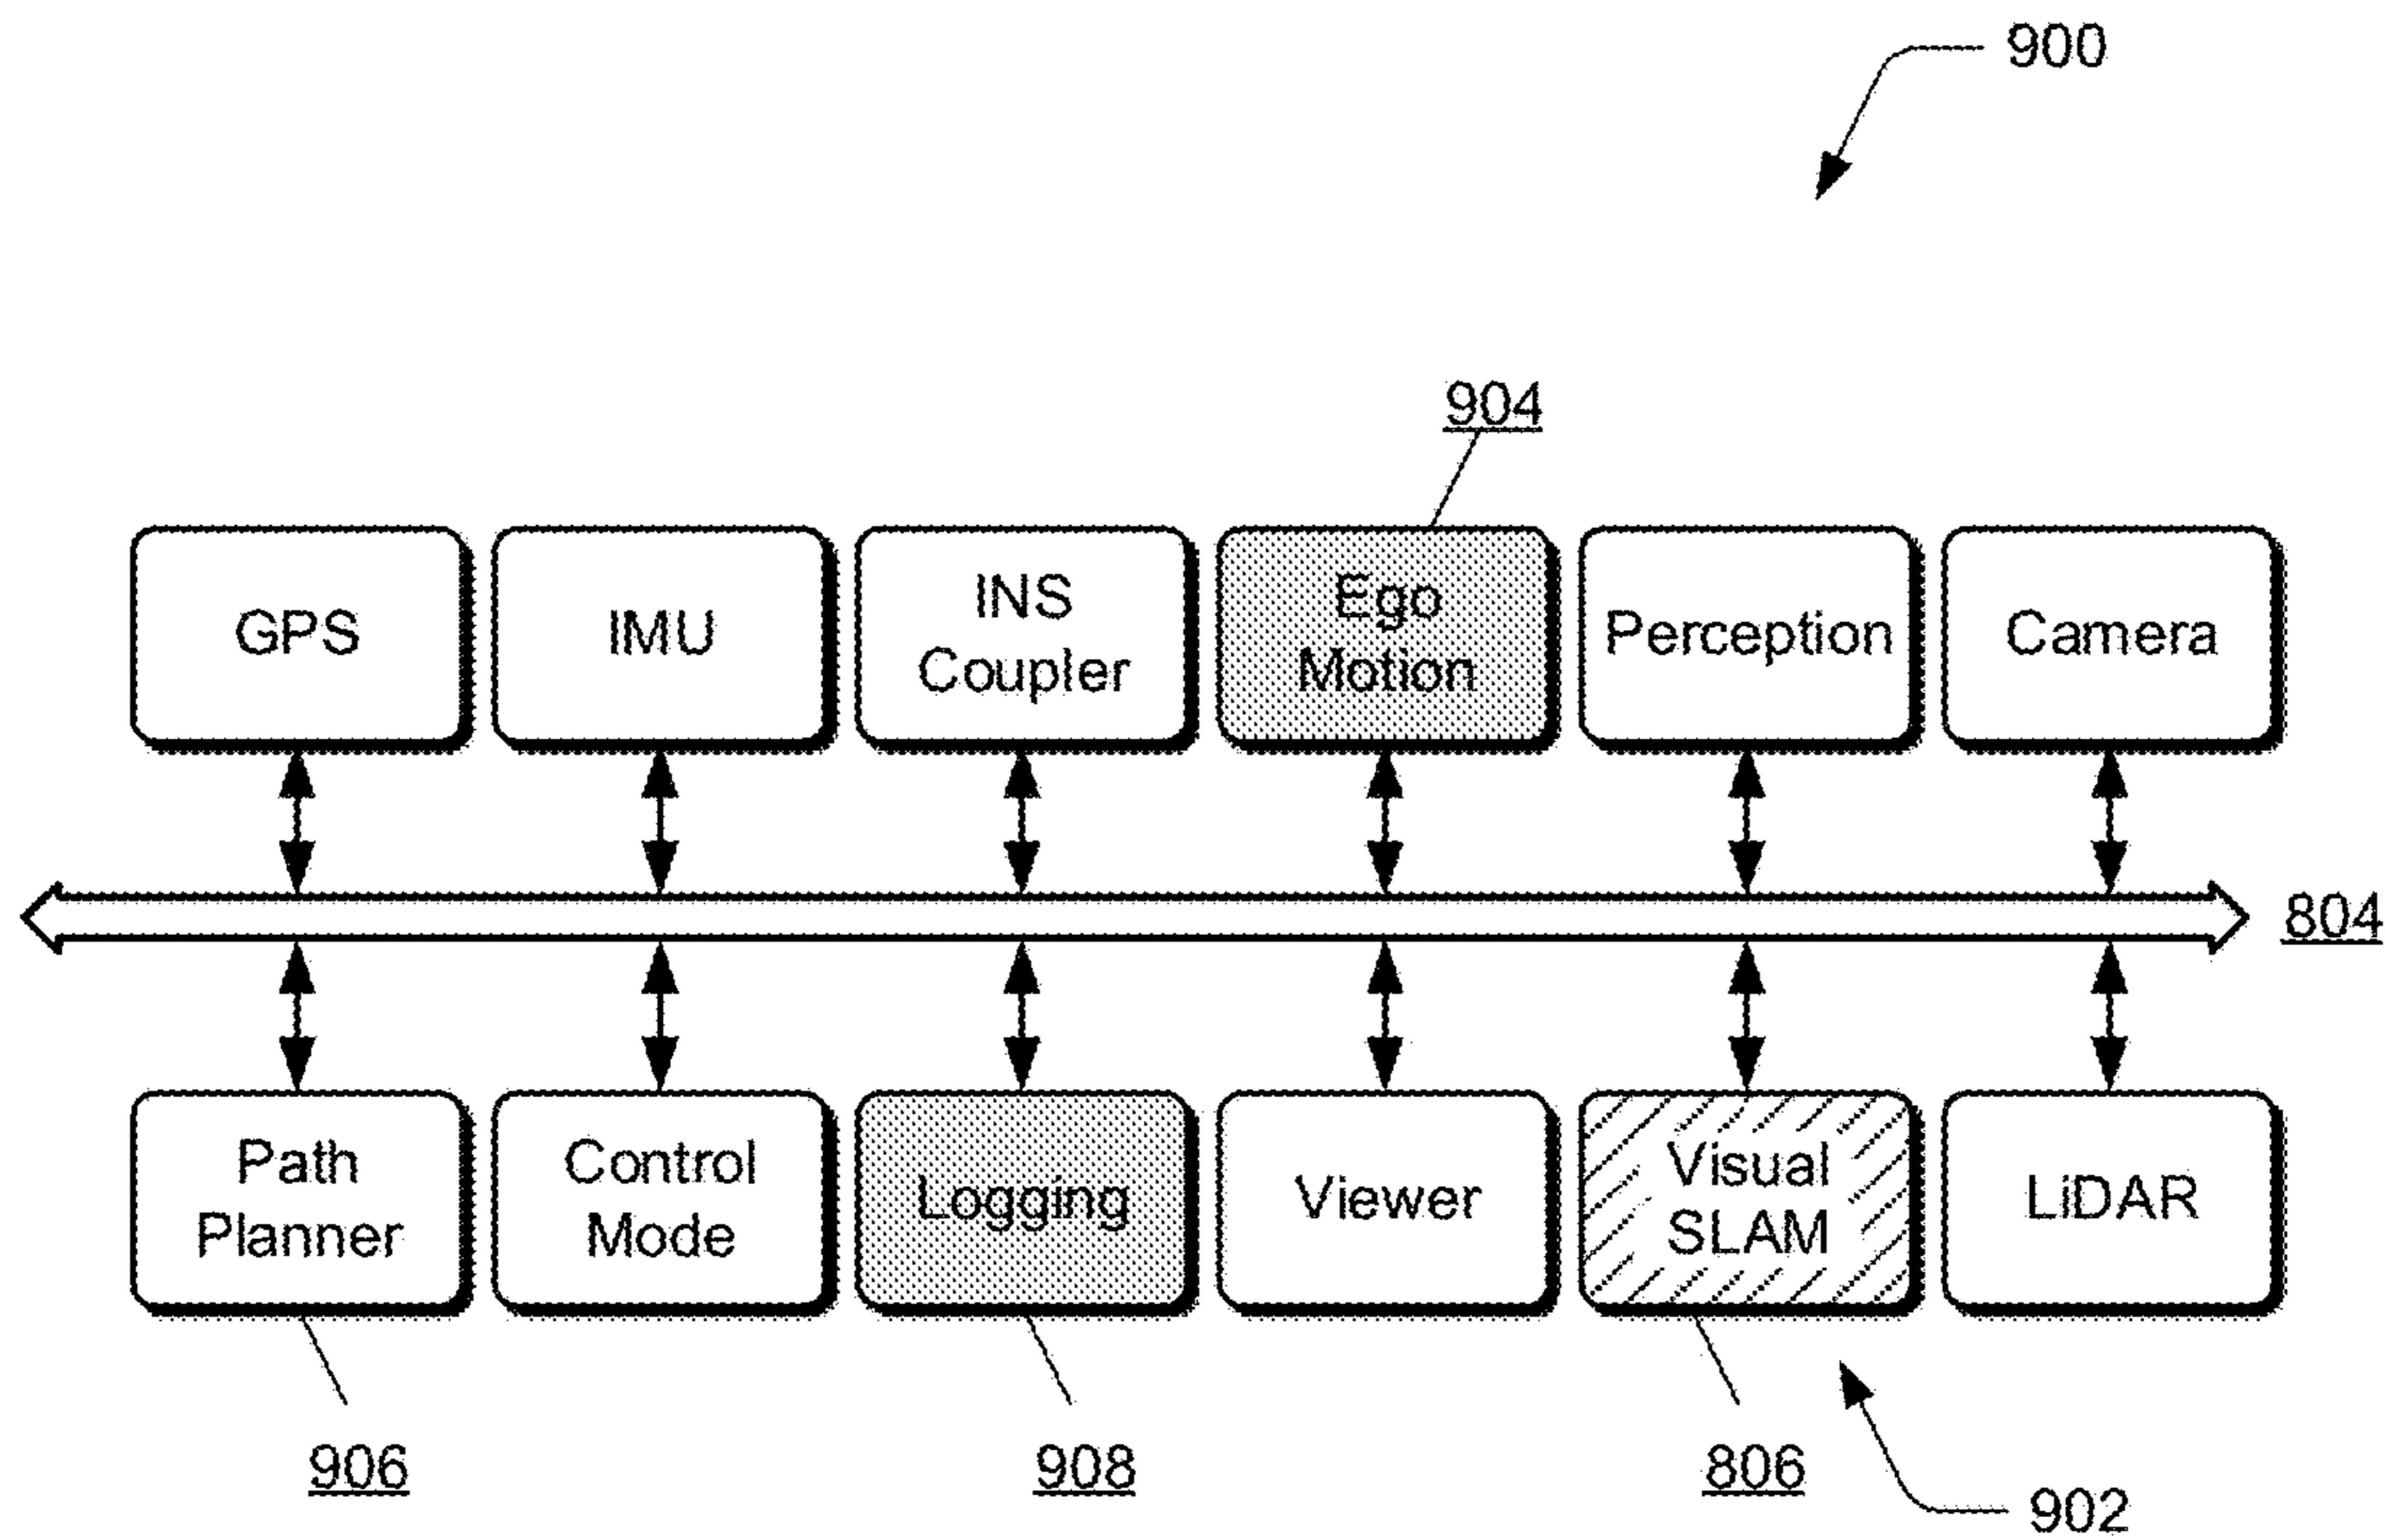 900
904
GPS
IMU
INS
Coupler
Ego
Motion
Perception
Camera
804
Path
Planner
Control
Mode
Logging
Viewer
Visual
SLAM
LiDAR
906
908
806
902